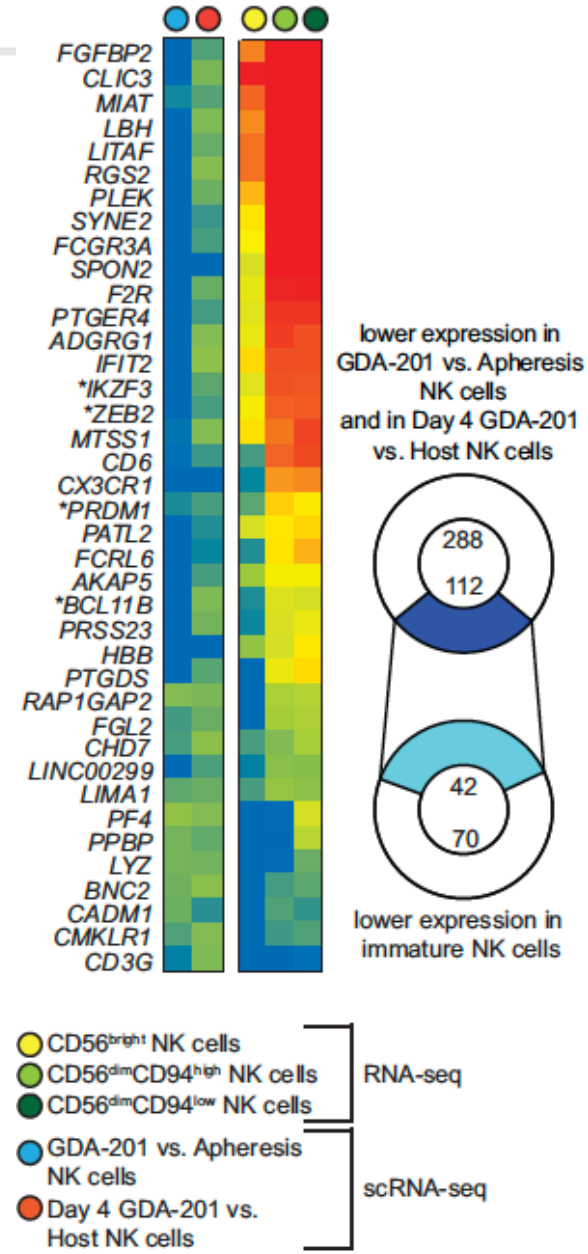 FGFBP2
CLIC3
MIAT
LBH
LITAF
RGS2
PLEK
SYNE2
FCGR3A
SPON2
F2R
PTGER4
ADGRG1
IFIT2
*IKZF3
*ZEB2
MTSS1
CD6
CX3CR1
*PRDM1
PATL2
FCRL6
AKAP5
*BCL11B
PRSS23
HBB
PTGDS
RAP1GAP2
FGL2
CHD7
LINC00299
LIMA1
PF4
PPBP
LYZ
BNC2
CADM1
CMKLR1
CD3G
lower expression in
GDA-201 vs. Apheresis
NK cells
and in Day 4 GDA-201
vs. Host NK cells
288
112
42
70
lower expression in
immature NK cells
CD56bright NK cells
CD56dimCD94high NK cells
CD56dimCD94low NK cells
RNA-seq
GDA-201 vs. Apheresis
NK cells
Day 4 GDA-201 vs.
Host NK cells
scRNA-seq